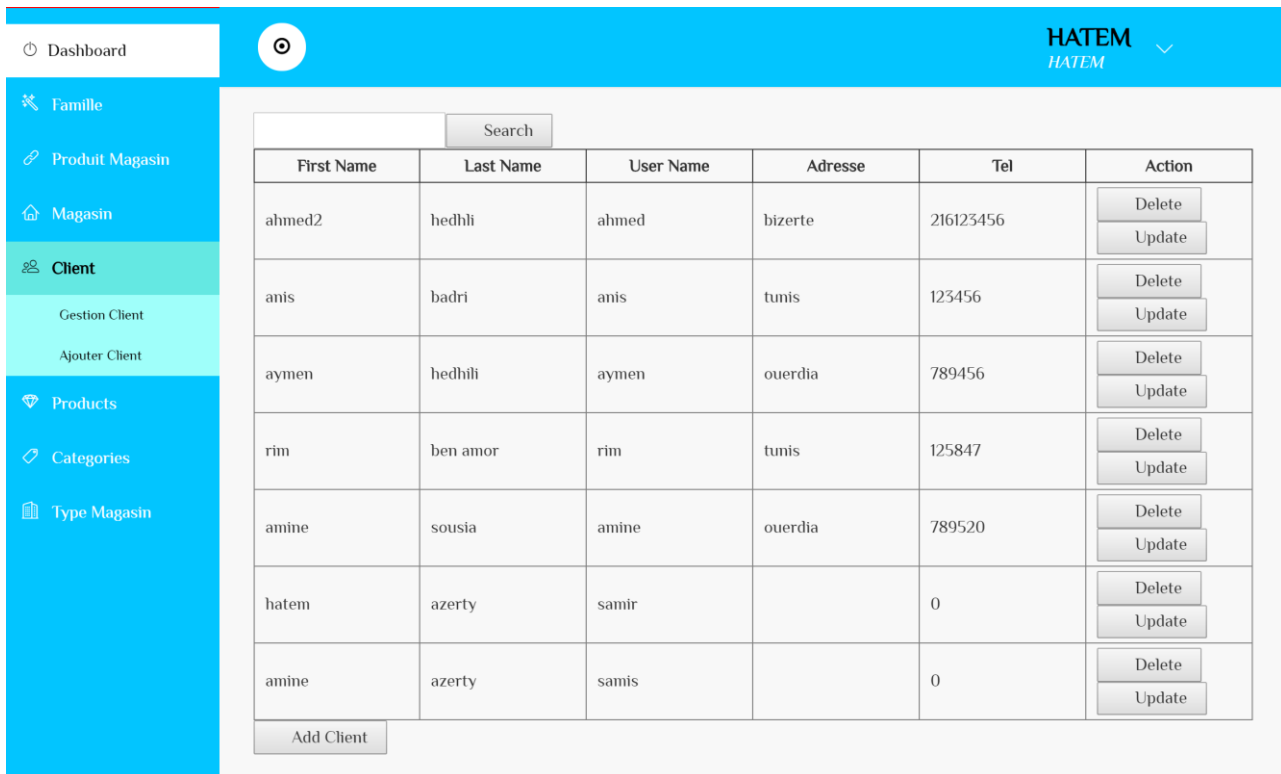 Dashboard
Famille
Produit Magasin
Magasin
Client
Gestion Client
Ajouter Client
Products
Categories
Type Magasin
HATEM
HATEM
Search
First Name Last Name User Name Adresse Tel Action
ahmed2 hedhli ahmed bizerte 216123456 Delete
Update
anis badri anis tunis 123456 Delete
Update
aymen hedhili aymen ouerdia 789456 Delete
Update
rim ben amor rim tunis 125847 Delete
Update
amine sousia amine ouerdia 789520 Delete
Update
hatem azerty samir 0 Delete
Update
amine azerty samis 0 Delete
Update
Add Client